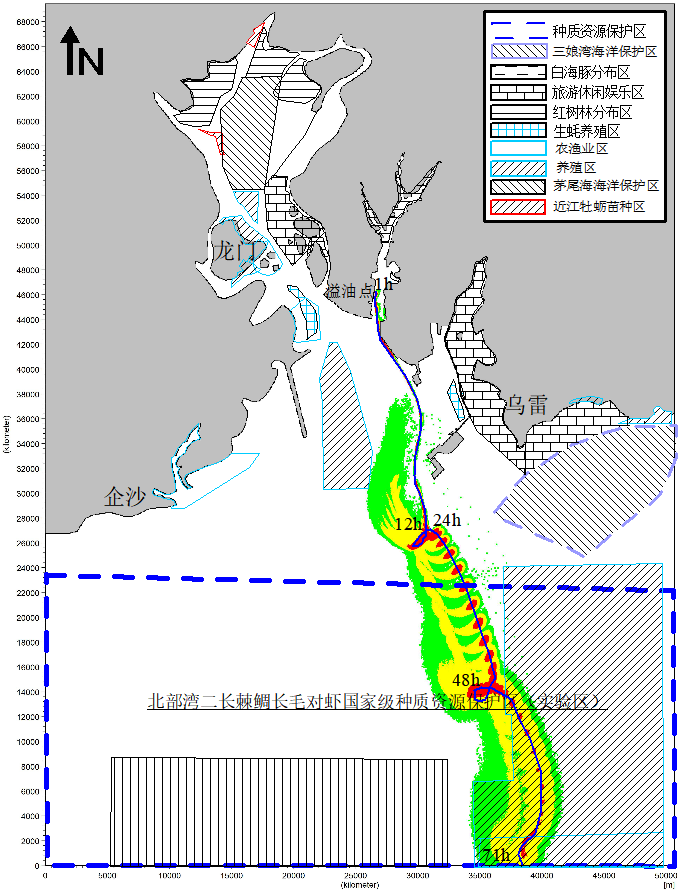 N
种质资源保护区
三娘湾海洋保护区
白海豚分布区
旅游休闲娱乐区
红树林分布区
生蚝养殖区
农渔业区
养殖区
茅尾海海洋保护区
近江牡蛎苗种区
68000
66000
64000
62000
60000
58000
56000
54000
52000
50000
48000
46000
44000
42000
40000
38000
36000
34000
32000
30000
28000
26000
24000
22000
20000
18000
16000
14000
12000
10000
8000
6000
4000
2000
0
(kilometer)
龙门
溢油点
1h
乌雷
企沙
12h
24h
48h
北部湾二长棘鲷长毛对虾国家级种质资源保护区（实验区）
71h
0 5000 10000 15000 20000 25000 30000 35000 40000 45000 50000
(kilometer) [m]